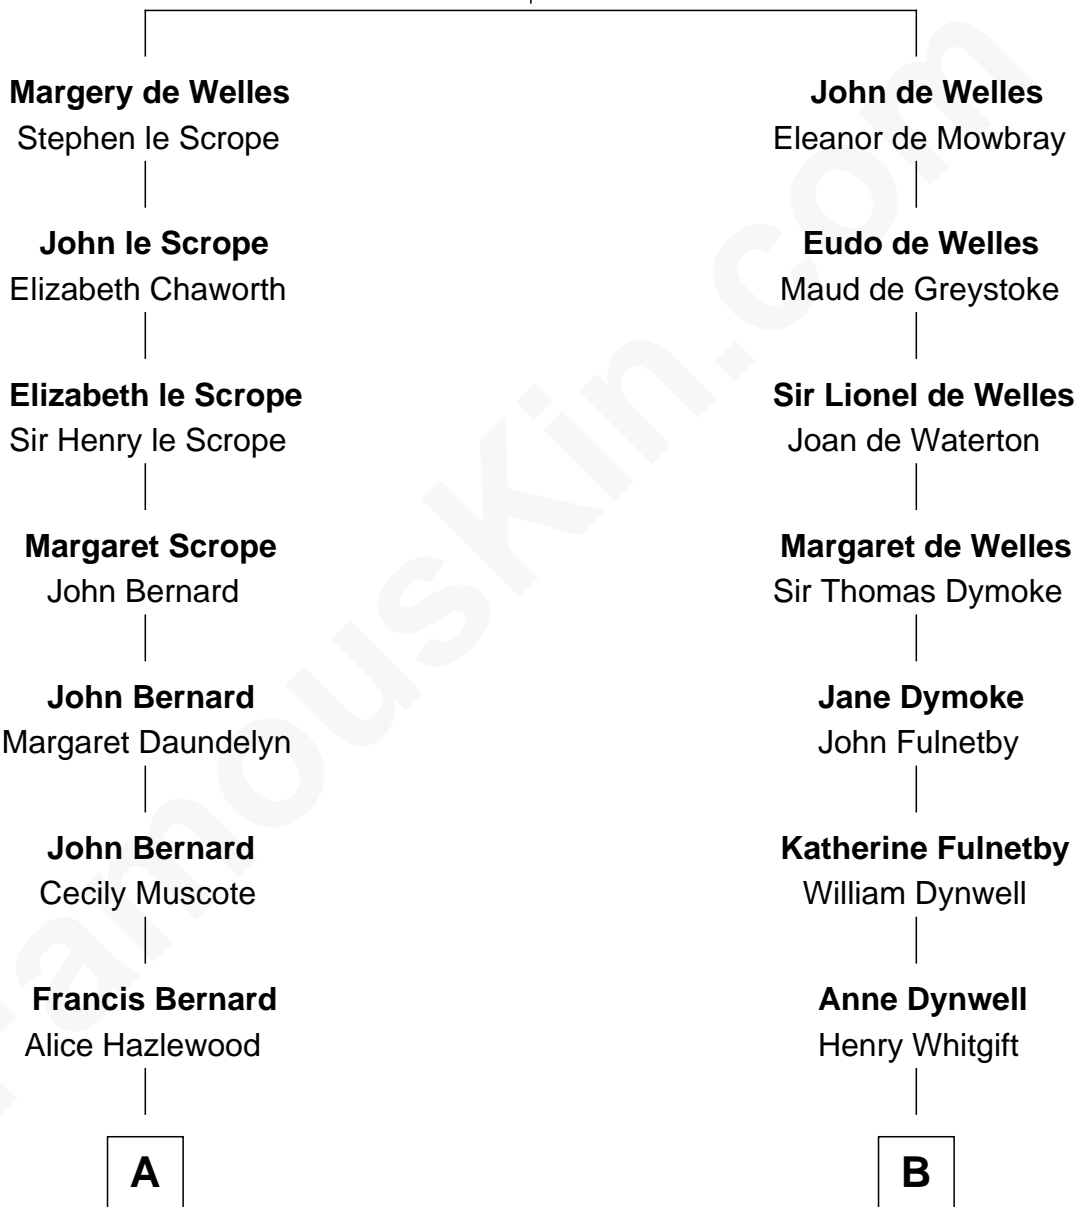 Margery de Welles
Stephen le Scrope
John le Scrope
Elizabeth Chaworth
Elizabeth le Scrope
Sir Henry le Scrope
Margaret Scrope
John Bernard
John Bernard
Margaret Daundelyn
John Bernard
Cecily Muscote
Francis Bernard
Alice Hazlewood
A
John de Welles
Eleanor de Mowbray
Eudo de Welles
Maud de Greystoke
Sir Lionel de Welles
Joan de Waterton
Margaret de Welles
Sir Thomas Dymoke
Jane Dymoke
John Fulnetby
Katherine Fulnetby
William Dynwell
Anne Dynwell
Henry Whitgift
B
FamousKin.com